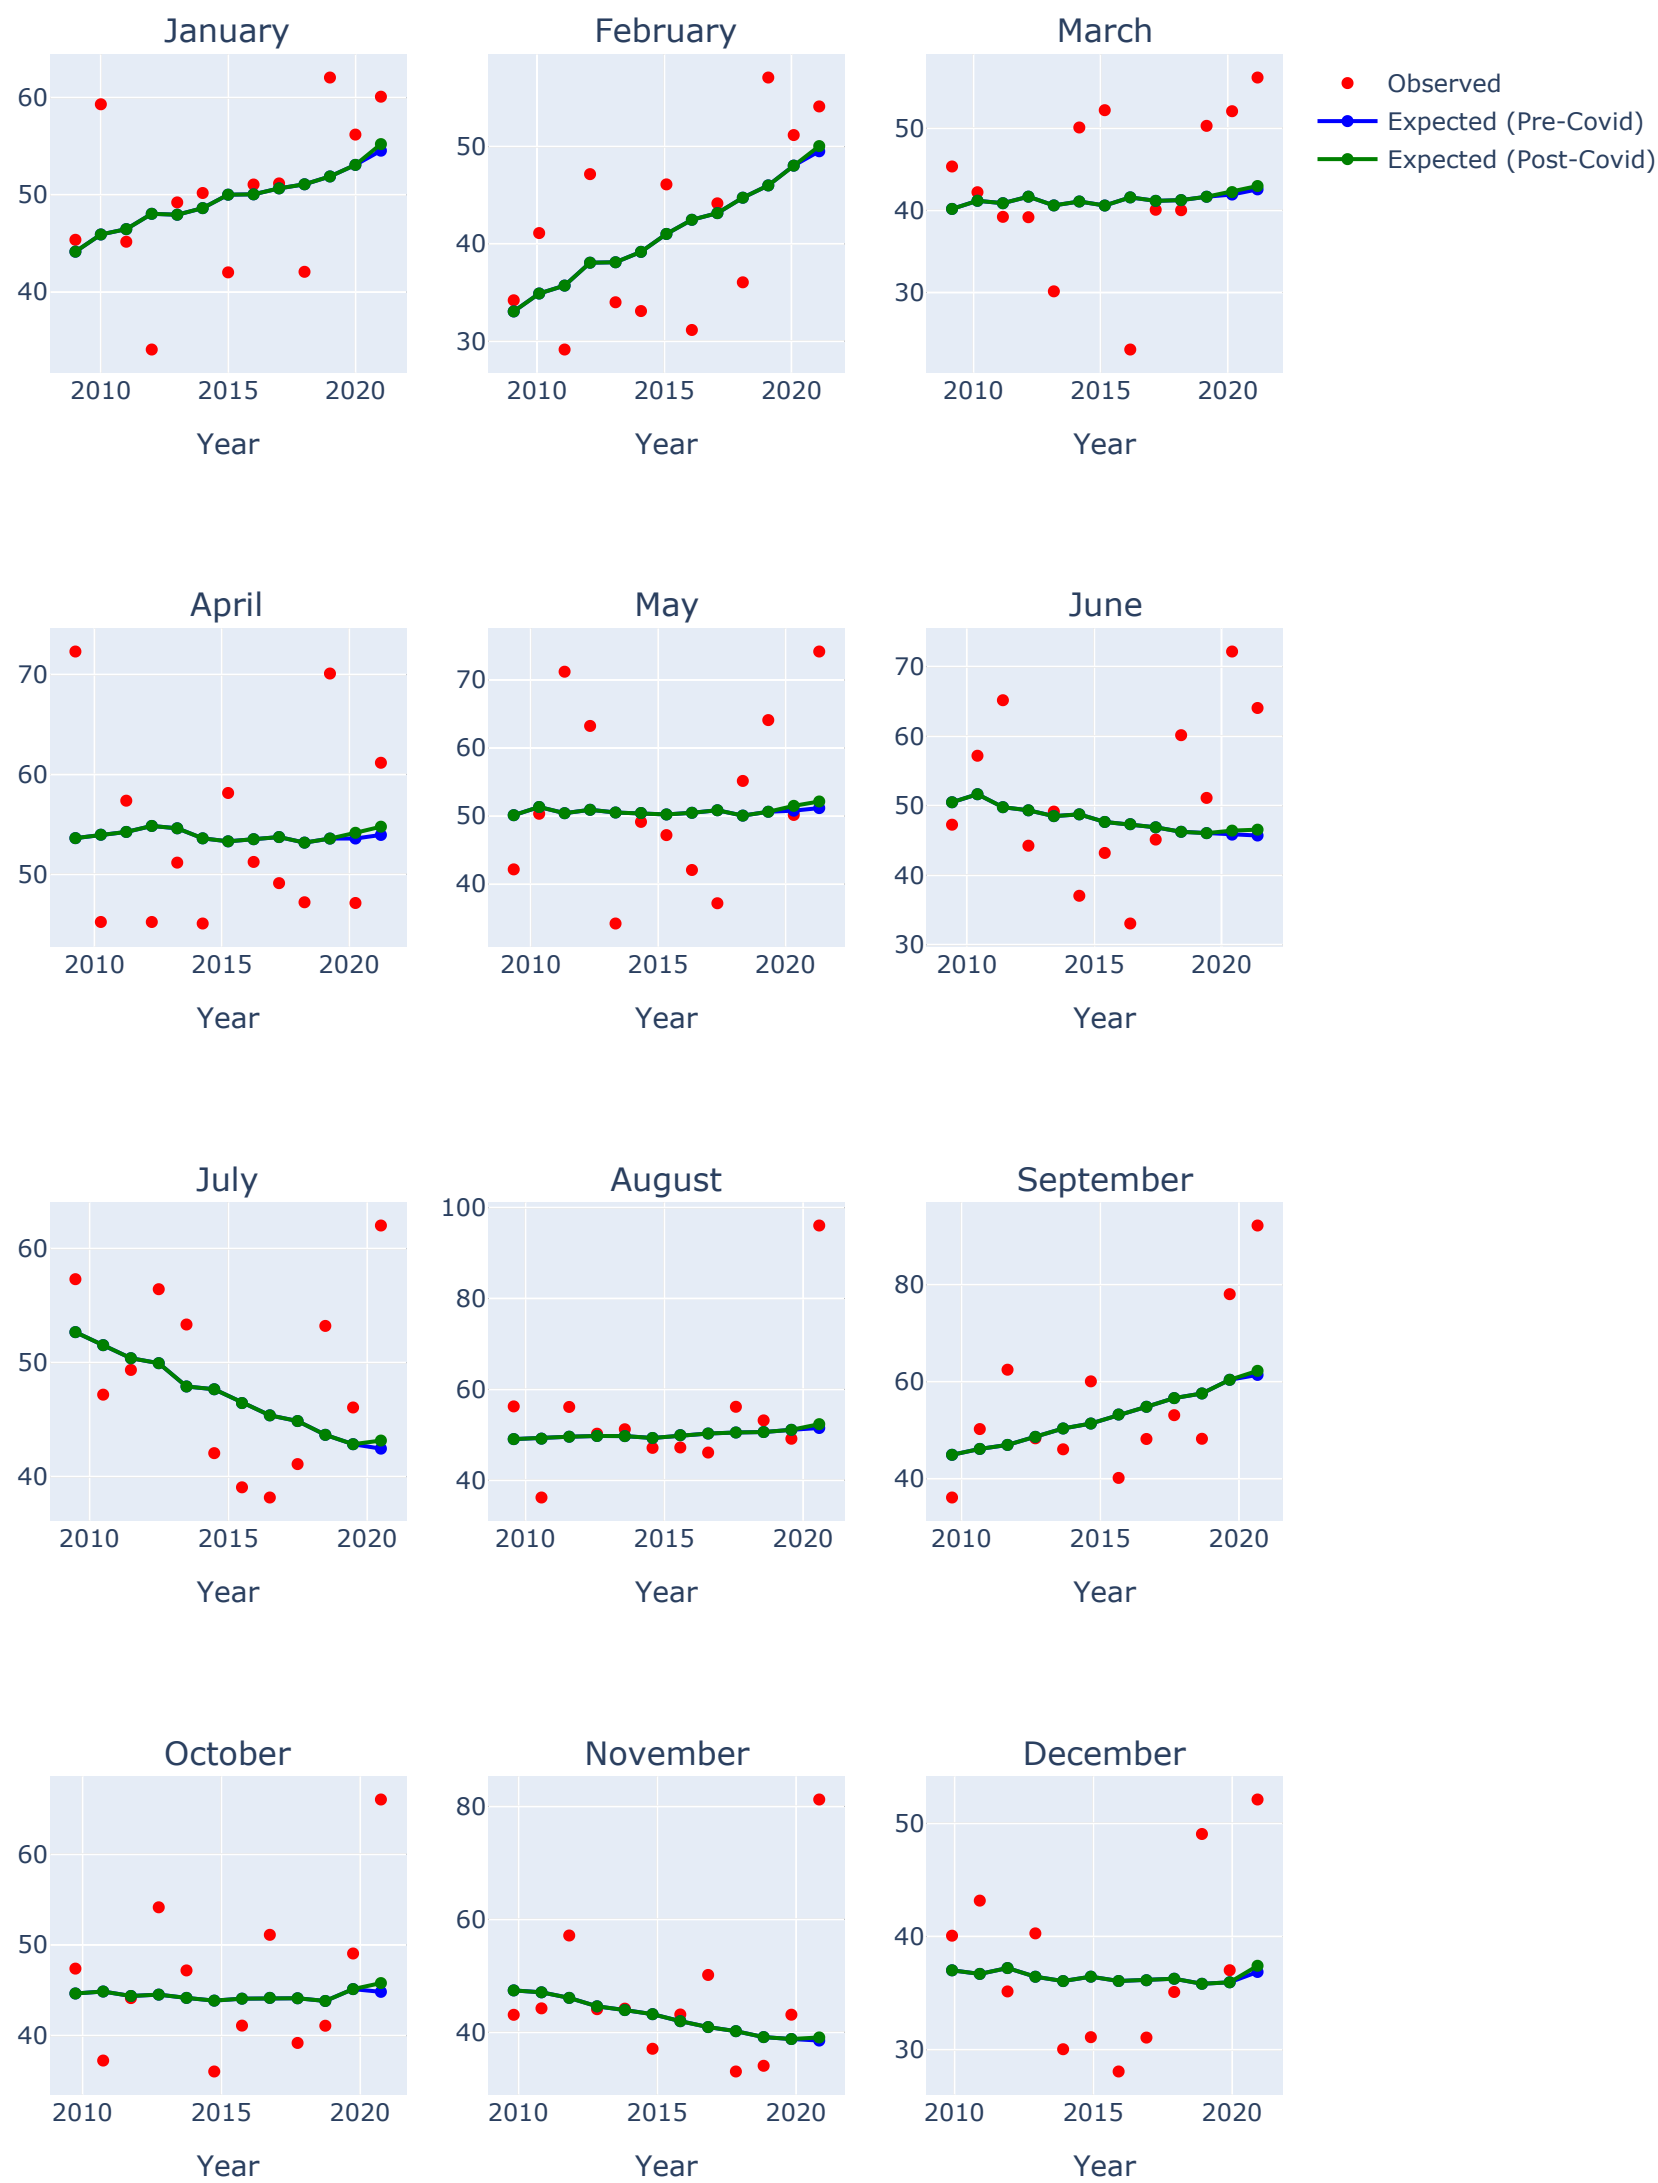 January February March
60
50
40
2010 2015 2020
Year
50
40
30
2010 2015 2020
Year
50
40
30
2010 2015 2020
Year
Observed
Expected (Pre-Covid)
Expected (Post-Covid)
April May June
70
60
50
2010 2015 2020
Year
70
60
50
40
2010 2015 2020
Year
70
60
50
40
30
2010 2015 2020
Year
July August September
60
50
40
2010 2015 2020
Year
100
80
60
40
2010 2015 2020
Year
80
60
40
2010 2015 2020
Year
October November December
60
50
40
2010 2015 2020
Year
80
60
40
2010 2015 2020
Year
50
40
30
2010 2015 2020
Year